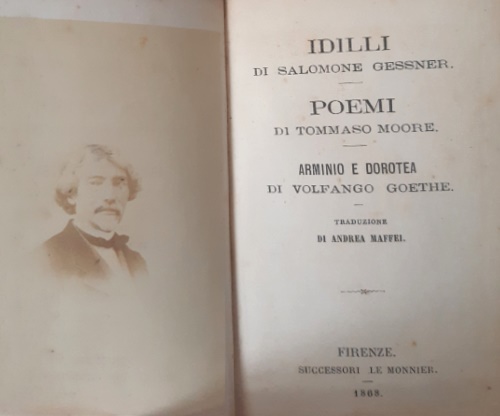 IDILLI
DI SALOMONE GESSNER.
POEMI
DI TOMMASO MOORE.
ARMINIO E DOROTEA
DI VOLFANGO GOETHE.
TRADUZIONE
DI ANDREA MAFFEI.
FIRENZE.
SUCCESSORI LE MONNIER.
1868.